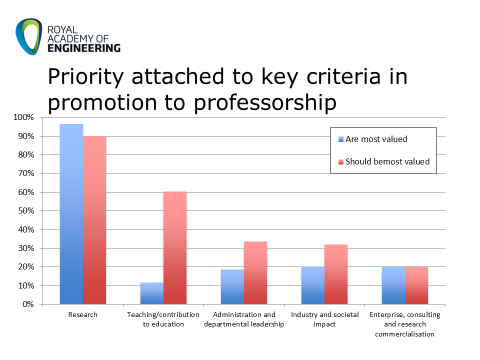 ROYAL
ACADEMY OF
ENGINEERING
Priority attached to key criteria in
promotion to professorship
100%
90%
80%
70%
60%
50%
40%
30%
20%
10%
0%
Are most valued
Should bemost valued
Research
Teaching/contribution
to education
Administration and
departmental leadership
Industry and societal
impact
Enterprise, consulting
and research
commercialisation